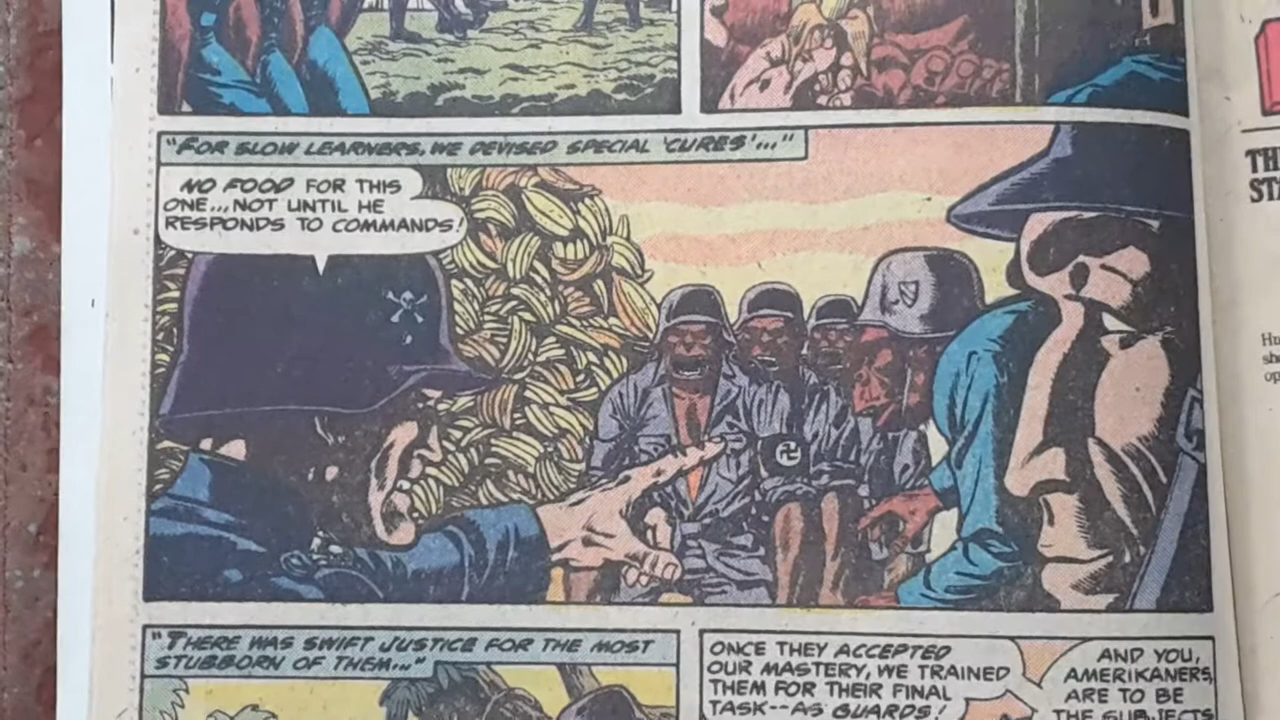 "FOR SLOW LEARNERS, WE DEVISED SPECIAL 'CURES'..."
NO FOOD FOR THIS
ONE...NOT UNTIL HE
RESPONDS TO COMMANDS!
"THERE WAS SWIFT JUSTICE FOR THE MOST
STUBBORN OF THEM..."
ONCE THEY ACCEPTED
OUR MASTERY, WE TRAINED
THEM FOR THEIR FINAL
TASK--AS GUARDS!
AND YOU,
AMERIKANERS,
ARE TO BE
THE SUBJECTS